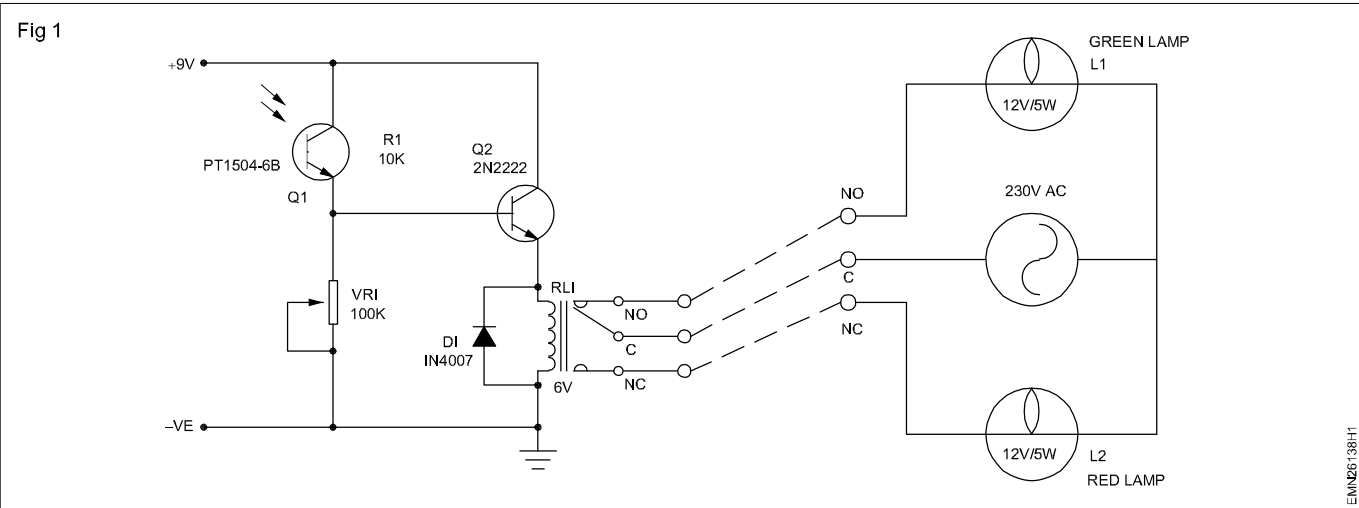 Fig 1
+9V
PT1504-6B
Q1
R1
10K
Q2
2N2222
VRI
100K
DI
IN4007
RLI
6V
NO
C
NC
–VE
NO
C
NC
GREEN LAMP
L1
12V/5W
230V AC
12V/5W
L2
RED LAMP
EMN26138H1